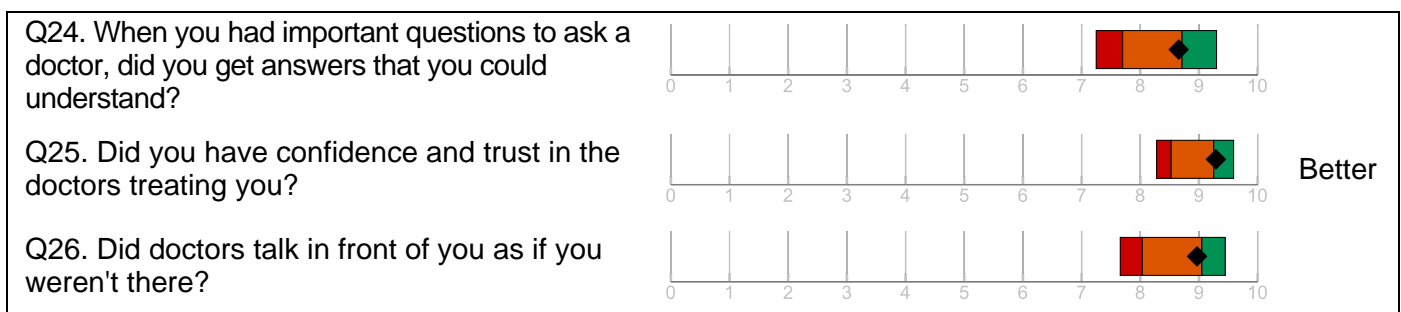 Q24. When you had important questions to ask a
doctor, did you get answers that you could
understand?
0 1 2 3 4 5 6 7 8 9 10
Q25. Did you have confidence and trust in the
doctors treating you?
0 1 2 3 4 5 6 7 8 9 10
Better
Q26. Did doctors talk in front of you as if you
weren't there?
0 1 2 3 4 5 6 7 8 9 10